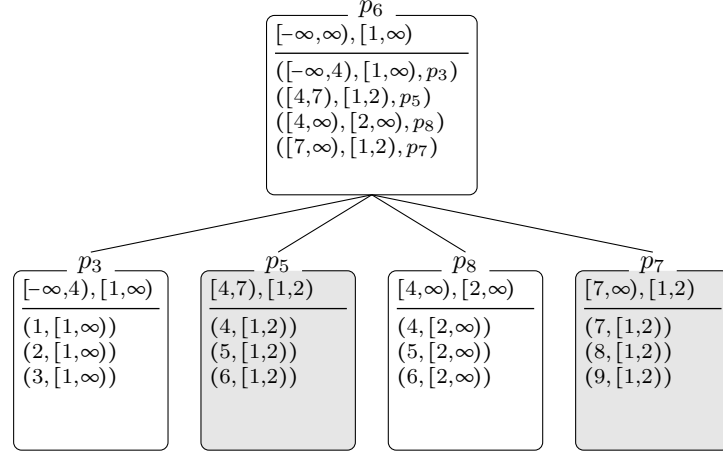 p6
[-∞,∞),[1,∞)
([-∞,4),[1,∞),p3)
([4,7),[1,2),p5)
([4,∞),[2,∞),p8)
([7,∞),[1,2),p7)
p3
[-∞,4),[1,∞)
(1,[1,∞))
(2,[1,∞))
(3,[1,∞))
p5
[4,7),[1,2)
(4,[1,2))
(5,[1,2))
(6,[1,2))
p8
[4,∞),[2,∞)
(4,[2,∞))
(5,[2,∞))
(6,[2,∞))
p7
[7,∞),[1,2)
(7,[1,2))
(8,[1,2))
(9,[1,2))